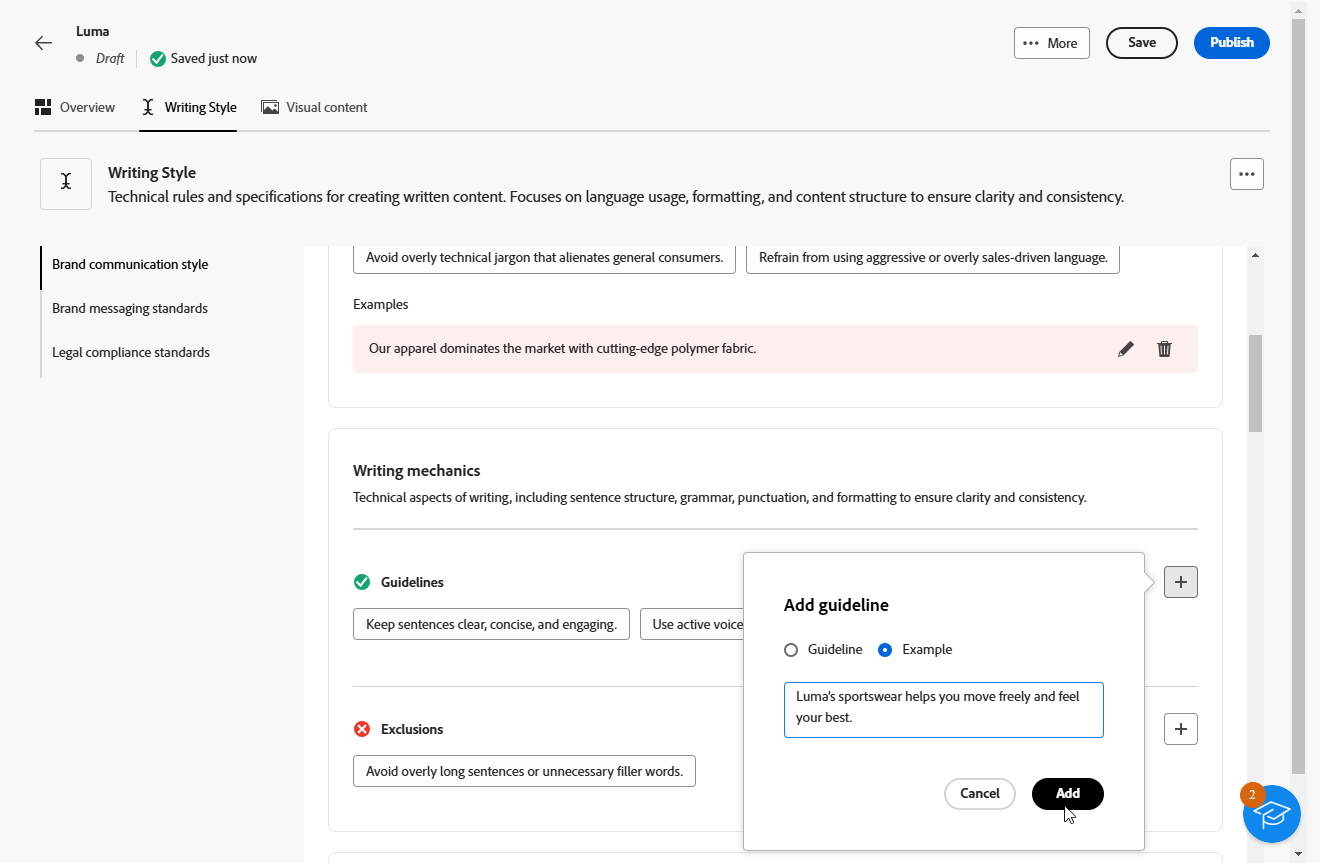 Luma
Draft
Saved just now
More
Save
Publish
Overview
Writing Style
Visual content
Writing Style
Technical rules and specifications for creating written content. Focuses on language usage, formatting, and content structure to ensure clarity and consistency.
Brand communication style
Brand messaging standards
Legal compliance standards
Avoid overly technical jargon that alienates general consumers.
Refrain from using aggressive or overly sales-driven language.
Examples
Our apparel dominates the market with cutting-edge polymer fabric.
Writing mechanics
Technical aspects of writing, including sentence structure, grammar, punctuation, and formatting to ensure clarity and consistency.
Guidelines
Keep sentences clear, concise, and engaging.
Use active voice
Exclusions
Avoid overly long sentences or unnecessary filler words.
Add guideline
Guideline
Example
Luma's sportswear helps you move freely and feel
your best.
Cancel
Add
2